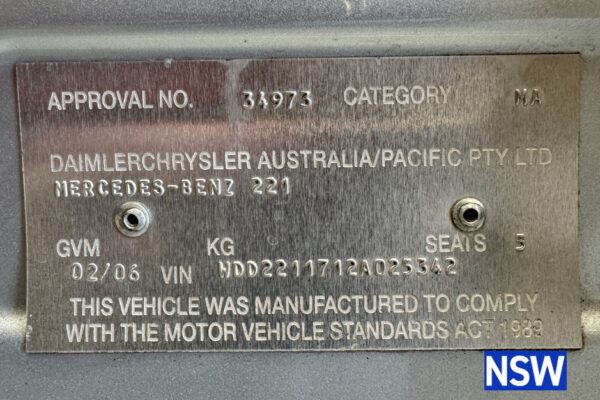 APPROVAL NO. 34973 CATEGORY MA
DAIMLERCHRYSLER AUSTRALIA/PACIFIC PTY LTD
MERCEDES-BENZ 221
GVM KG SEATS 5
02/06 VIN WDD2211712A025342
THIS VEHICLE WAS MANUFACTURED TO COMPLY
WITH THE MOTOR VEHICLE STANDARDS ACT 1989
NSW